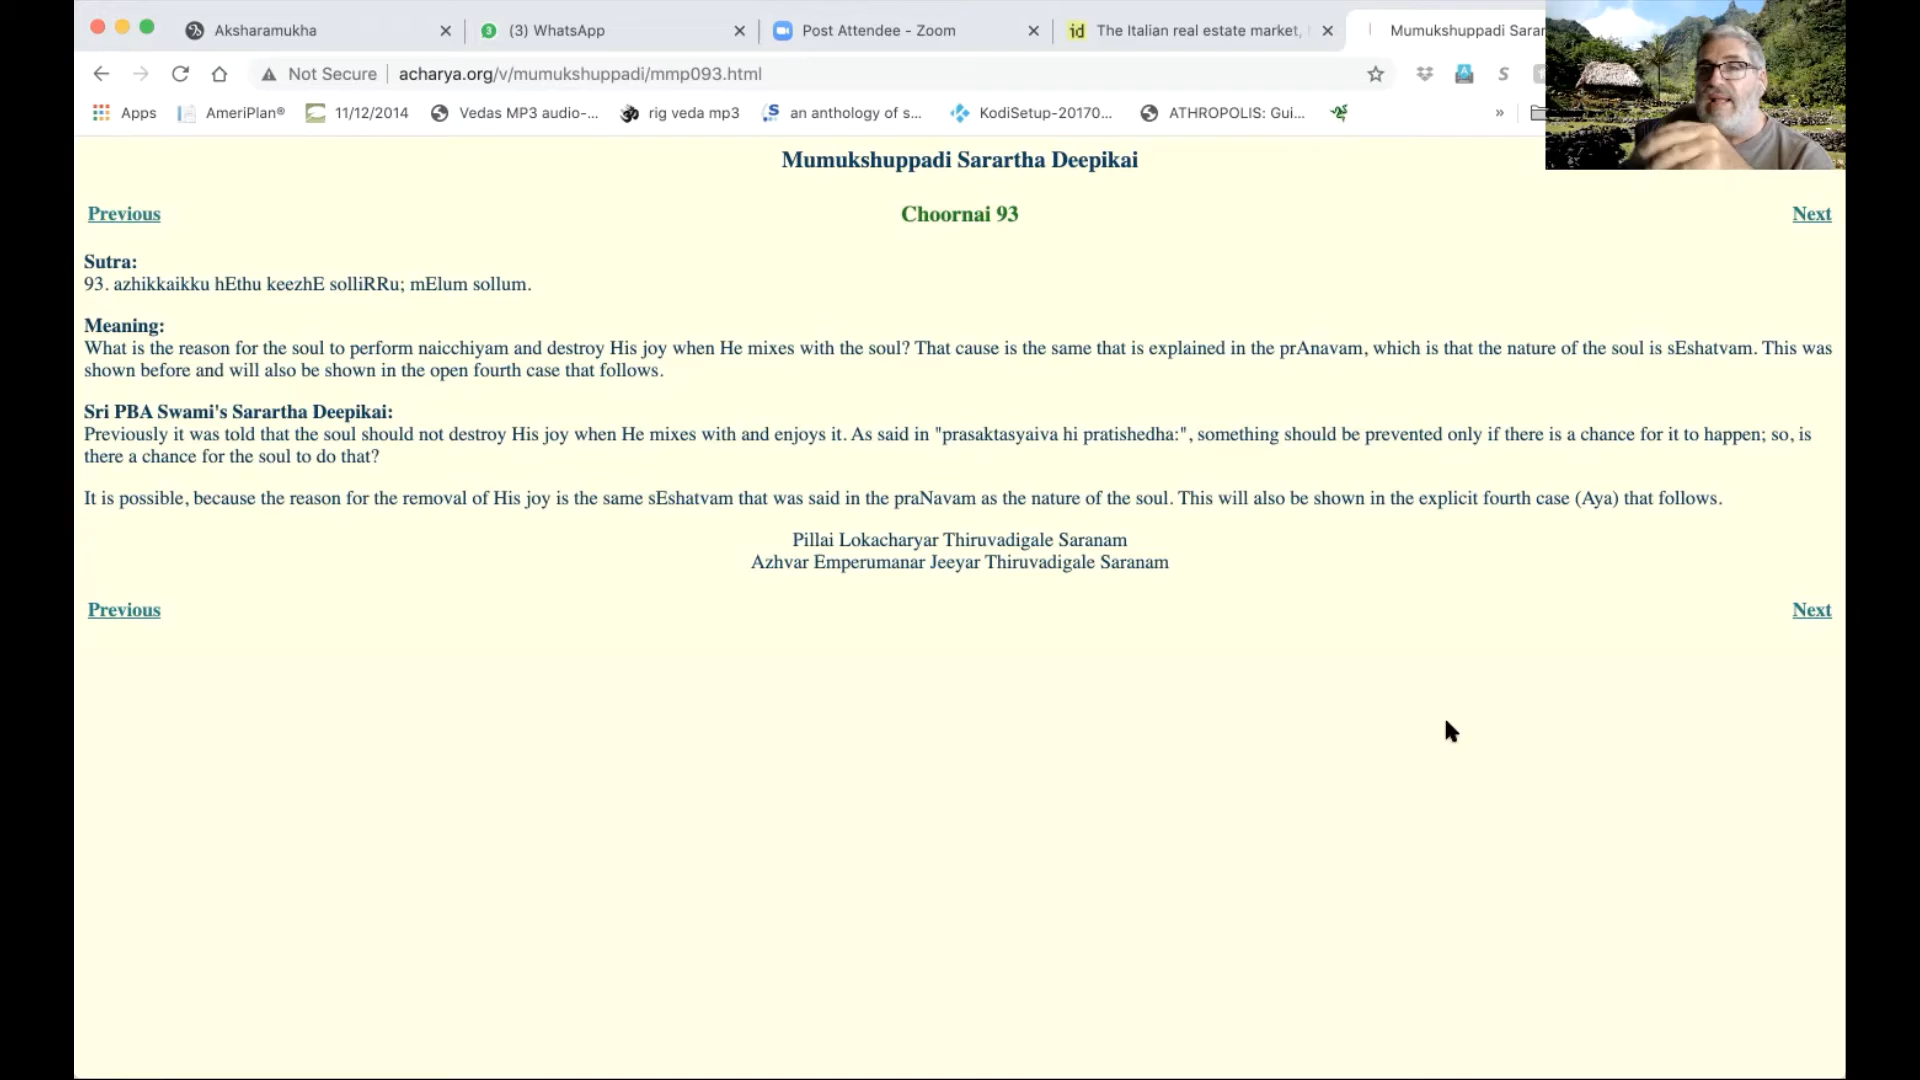 Aksharamukha
(3) WhatsApp
Post Attendee - Zoom
id The Italian real estate market,
Mumukshuppadi Sarar
Not Secure acharya.org/v/mumukshuppadi/mmp093.html
Apps AmeriPlan® 11/12/2014 Vedas MP3 audio-... rig veda mp3 an anthology of s... KodiSetup-20170... ATHROPOLIS: Gui... »
Mumukshuppadi Sarartha Deepikai
Previous Choornai 93 Next
Sutra:
93. azhikkaikku hEthu keezhE solliRRu; mElum sollum.
Meaning:
What is the reason for the soul to perform naicchiyam and destroy His joy when He mixes with the soul? That cause is the same that is explained in the prAnavam, which is that the nature of the soul is sEshatvam. This was
shown before and will also be shown in the open fourth case that follows.
Sri PBA Swami's Sarartha Deepikai:
Previously it was told that the soul should not destroy His joy when He mixes with and enjoys it. As said in "prasaktasyaiva hi pratishedha:", something should be prevented only if there is a chance for it to happen; so, is
there a chance for the soul to do that?
It is possible, because the reason for the removal of His joy is the same sEshatvam that was said in the praNavam as the nature of the soul. This will also be shown in the explicit fourth case (Aya) that follows.
Pillai Lokacharyar Thiruvadigale Saranam
Azhvar Emperumanar Jeeyar Thiruvadigale Saranam
Previous Next